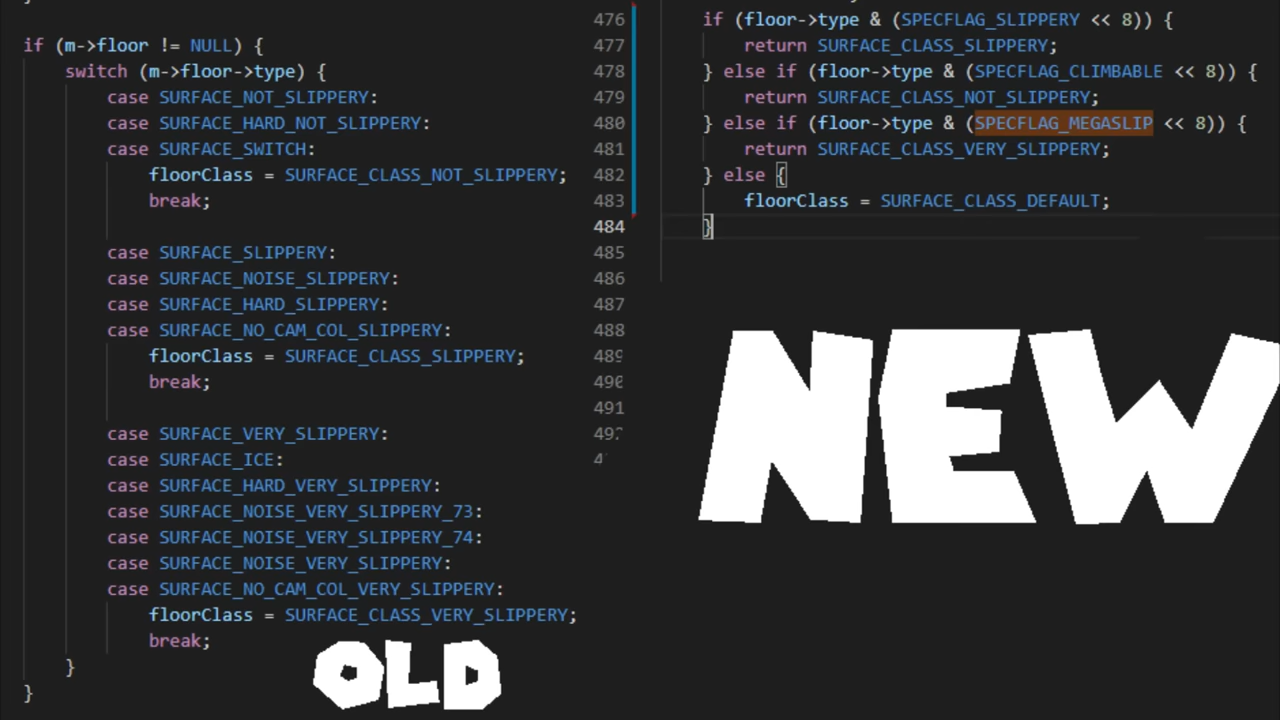 if (m->floor != NULL) {
switch (m->floor->type) {
case SURFACE_NOT_SLIPPERY:
case SURFACE_HARD_NOT_SLIPPERY:
case SURFACE_SWITCH:
floorClass = SURFACE_CLASS_NOT_SLIPPERY;
break;
case SURFACE_SLIPPERY:
case SURFACE_NOISE_SLIPPERY:
case SURFACE_HARD_SLIPPERY:
case SURFACE_NO_CAM_COL_SLIPPERY:
floorClass = SURFACE_CLASS_SLIPPERY;
break;
case SURFACE_VERY_SLIPPERY:
case SURFACE_ICE:
case SURFACE_HARD_VERY_SLIPPERY:
case SURFACE_NOISE_VERY_SLIPPERY_73:
case SURFACE_NOISE_VERY_SLIPPERY_74:
case SURFACE_NOISE_VERY_SLIPPERY:
case SURFACE_NO_CAM_COL_VERY_SLIPPERY:
floorClass = SURFACE_CLASS_VERY_SLIPPERY;
break;
}
}
OLD
476 if (floor->type & (SPECFLAG_SLIPPERY << 8)) {
477 return SURFACE_CLASS_SLIPPERY;
478 } else if (floor->type & (SPECFLAG_CLIMBABLE << 8)) {
479 return SURFACE_CLASS_NOT_SLIPPERY;
480 } else if (floor->type & (SPECFLAG_MEGASLIP << 8)) {
481 return SURFACE_CLASS_VERY_SLIPPERY;
482 } else {
483 floorClass = SURFACE_CLASS_DEFAULT;
484 }
485
486
487
488
489
490
491
NEW